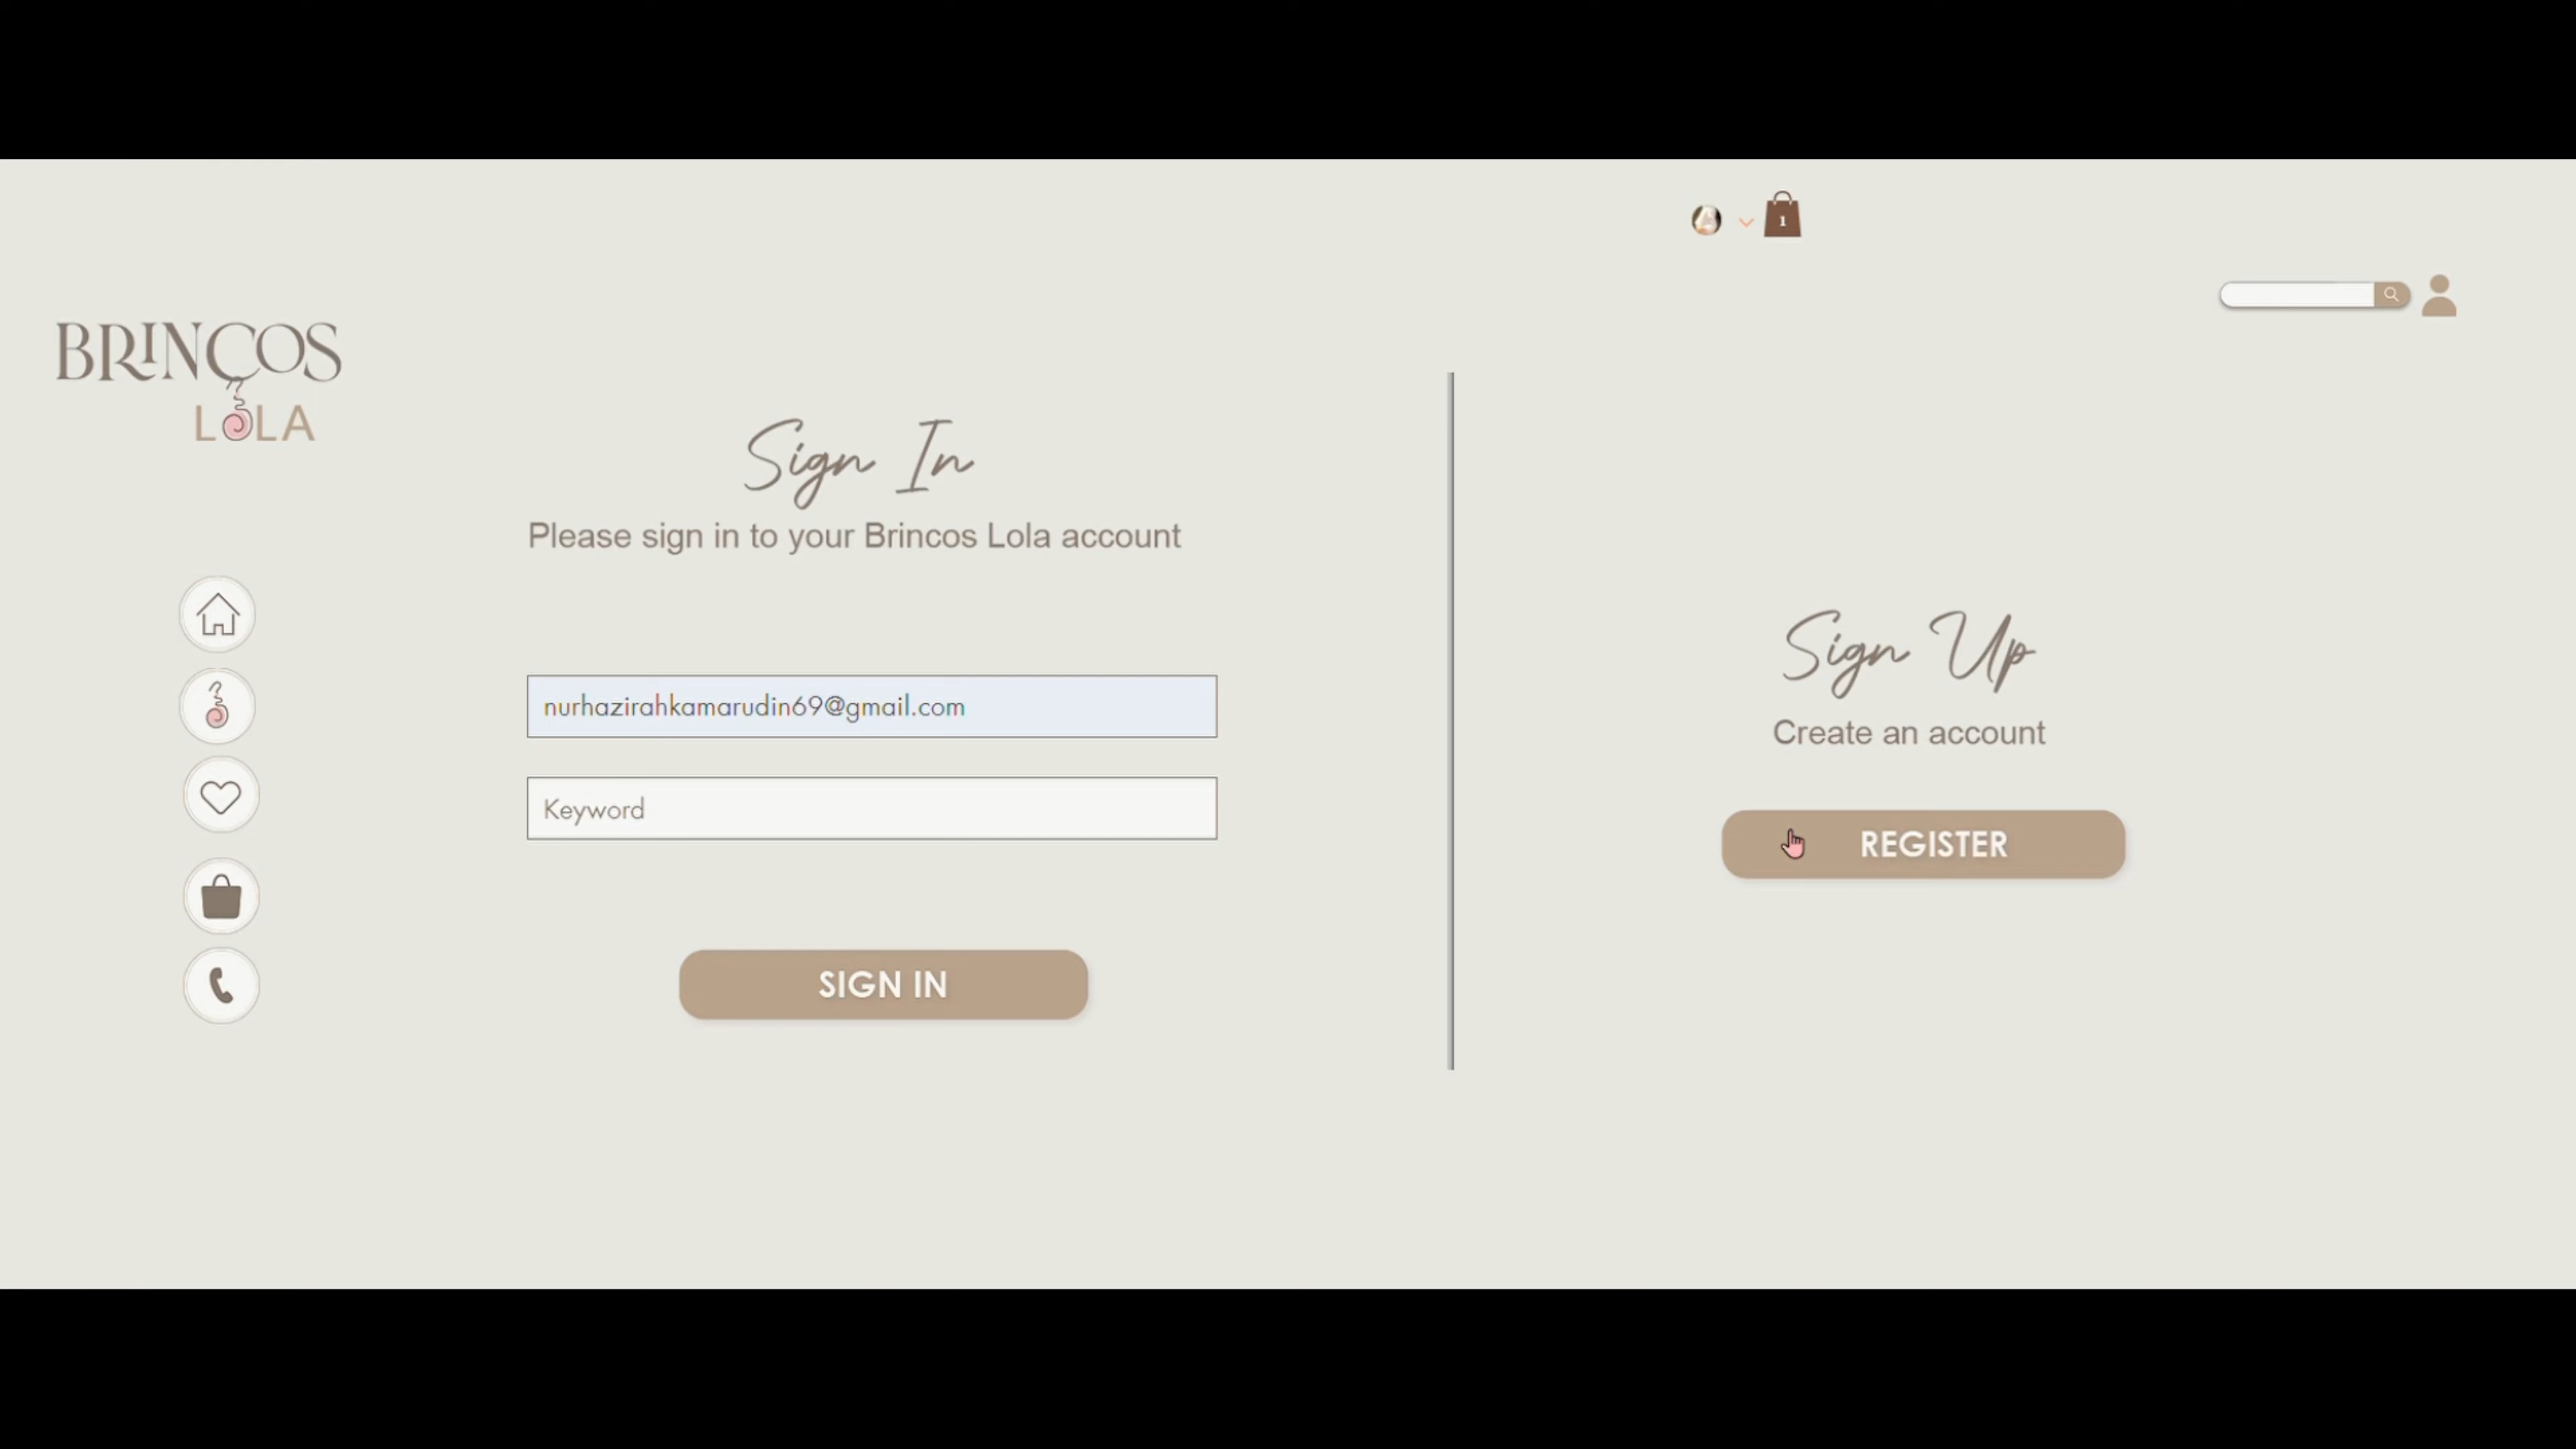 1
BRINCOS
LOLA
Sign In
Please sign in to your Brincos Lola account
nurhazirahkamarudin69@gmail.com
Keyword
SIGN IN
Sign Up
Create an account
REGISTER